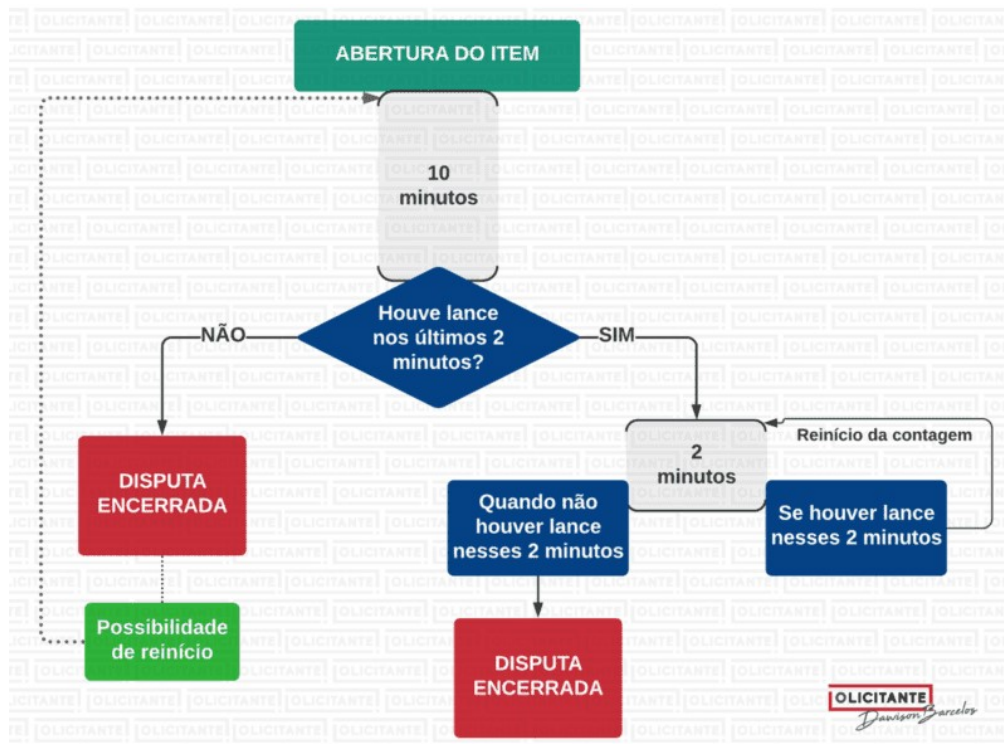 ABERTURA DO ITEM
10
minutos
Houve lance
nos últimos 2
minutos?
NÃO
SIM
Reinício da contagem
2
minutos
DISPUTA
ENCERRADA
Quando não
houver lance
nesses 2 minutos
Se houver lance
nesses 2 minutos
Possibilidade
de reinício
DISPUTA
ENCERRADA
OLICITANTE
Dawison Barcelos